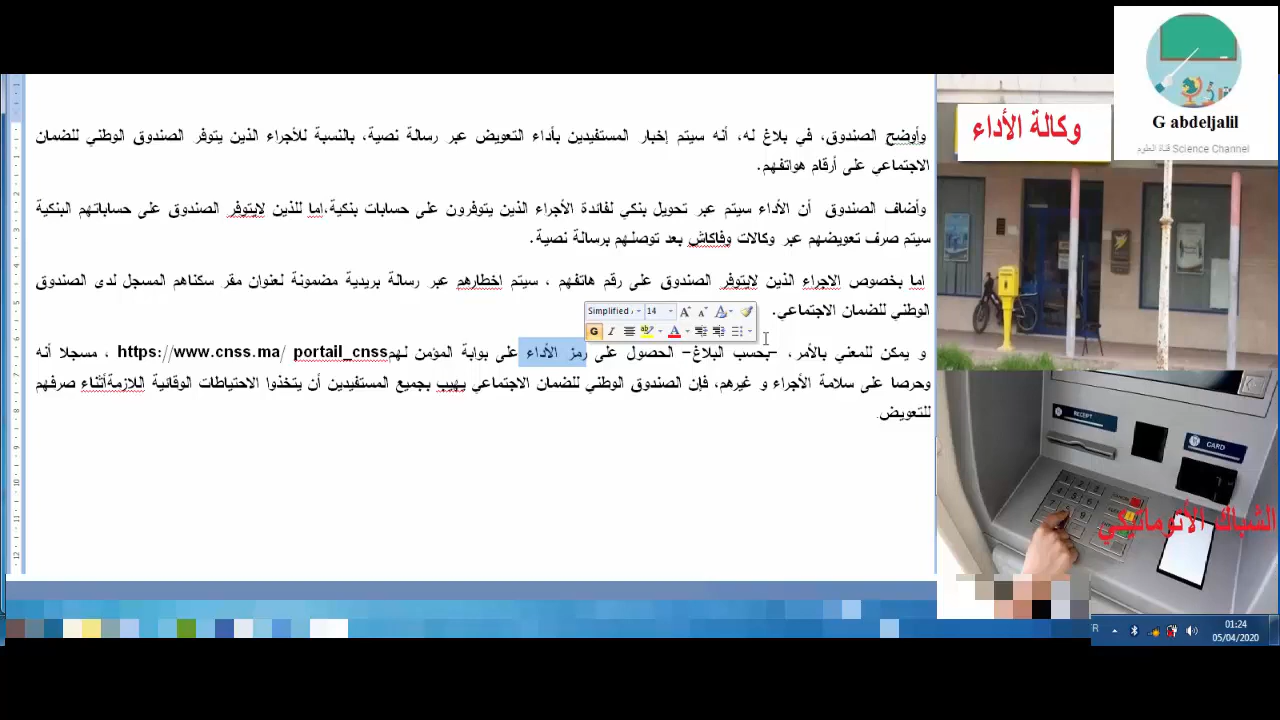 G abdeljalil
قناة العلوم Science Channel
وكالة الأداء
وأوضح الصندوق، في بلاغ له، أنه سيتم إخبار المستفيدين بأداء التعويض عبر رسالة نصية، بالنسبة للأجراء الذين يتوفر الصندوق الوطني للضمان
الاجتماعي على أرقام هواتفهم.
وأضاف الصندوق أن الأداء سيتم عبر تحويل بنكي لفائدة الأجراء الذين يتوفرون على حسابات بنكية،اما للذين لايتوفر الصندوق على حساباتهم البنكية
سيتم صرف تعويضهم عبر وكالات وفاكاش بعد توصلهم برسالة نصية.
اما بخصوص الاجراء الذين لايتوفر الصندوق على رقم هاتفهم ، سيتم اخطارهم عبر رسالة بريدية مضمونة لعنوان مقر سكناهم المسجل لدى الصندوق
الوطني للضمان الاجتماعي.
Simplified 14
G I
و يمكن للمعني بالأمر، -بحسب البلاغ- الحصول على رمز الأداء على بوابة المؤمن لهم https://www.cnss.ma/ portail_cnss ، مسجلا أنه
وحرصا على سلامة الأجراء و غيرهم، فإن الصندوق الوطني للضمان الاجتماعي يهيب بجميع المستفيدين أن يتخذوا الاحتياطات الوقائية اللازمةأثناء صرفهم
للتعويض.
RECEIPT
CARD
الشباك الأتوماتيكي
FR
01:24
05/04/2020